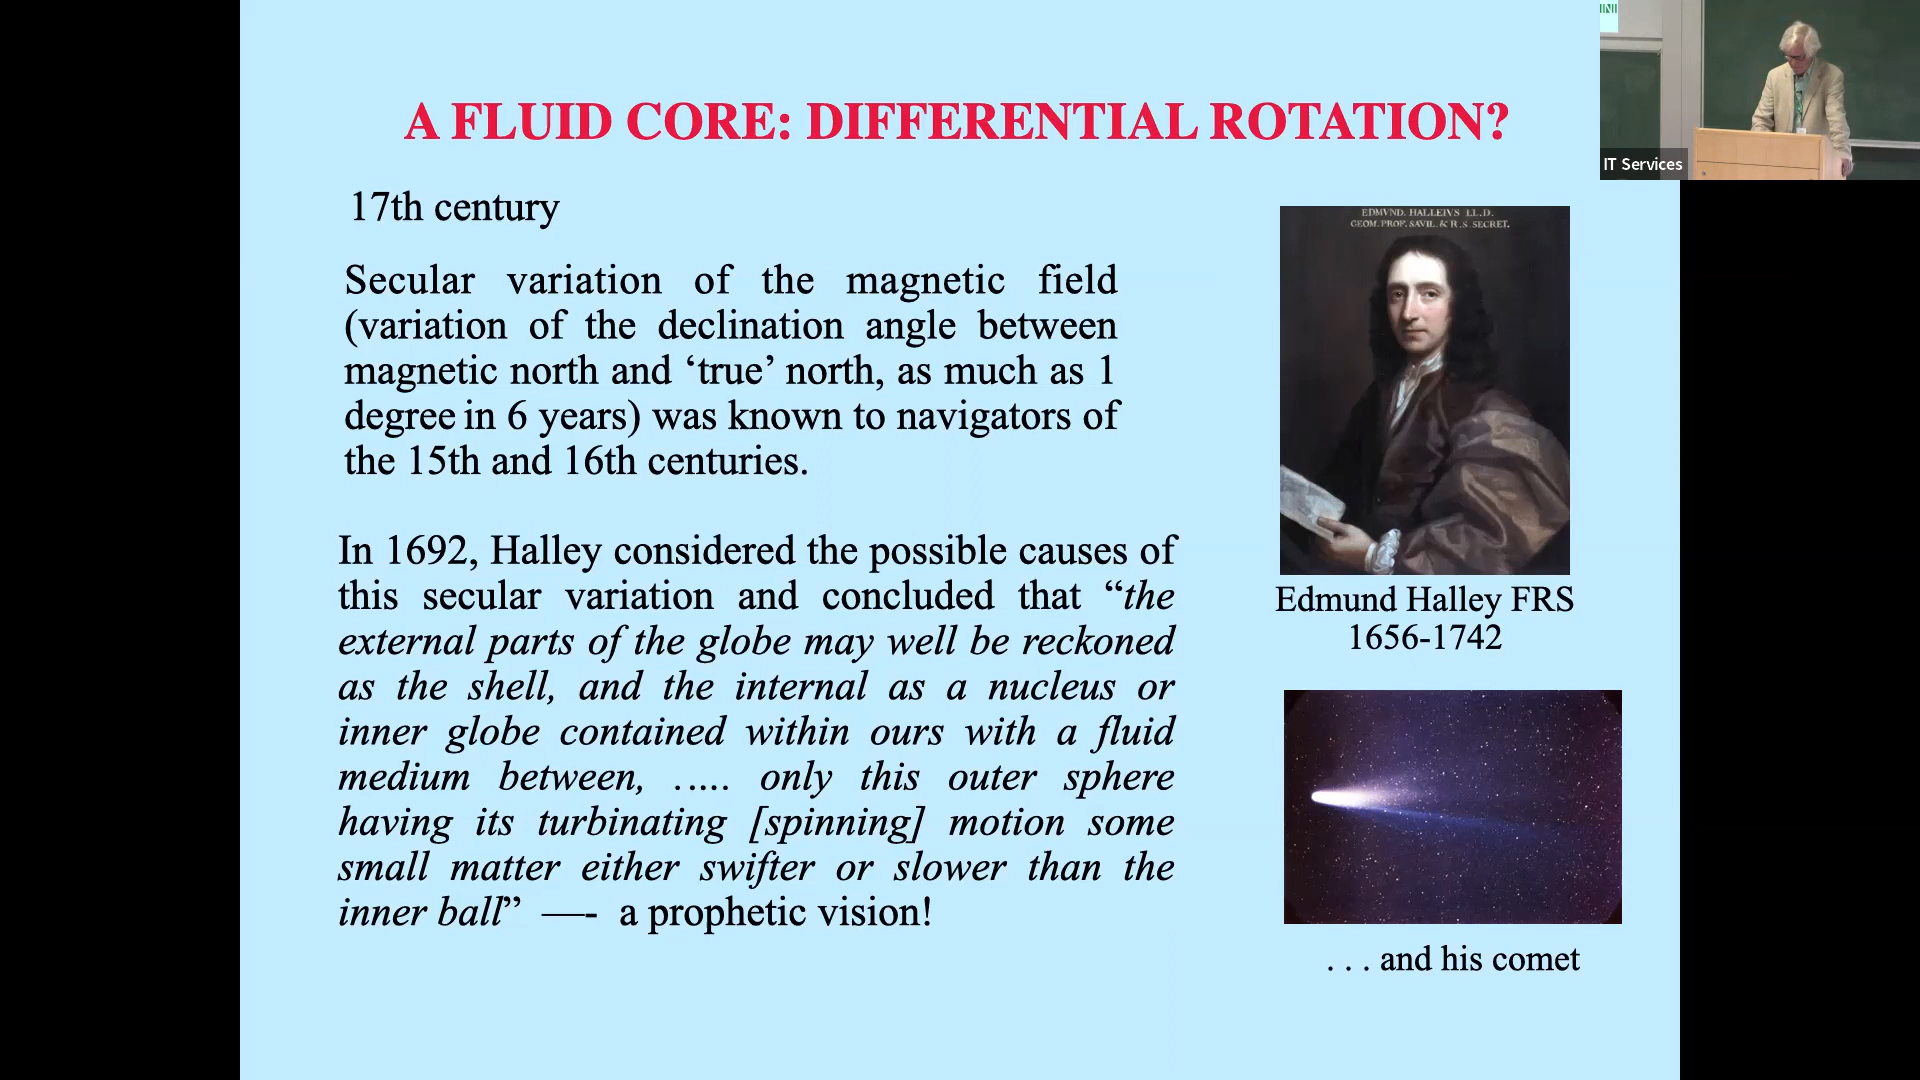 A FLUID CORE: DIFFERENTIAL ROTATION?
17th century
Secular variation of the magnetic field
(variation of the declination angle between
magnetic north and ‘true’ north, as much as 1
degree in 6 years) was known to navigators of
the 15th and 16th centuries.
In 1692, Halley considered the possible causes of
this secular variation and concluded that “the
external parts of the globe may well be reckoned
as the shell, and the internal as a nucleus or
inner globe contained within ours with a fluid
medium between, ..... only this outer sphere
having its turbinating [spinning] motion some
small matter either swifter or slower than the
inner ball” —- a prophetic vision!
EDMVND. HALLEIVS LL.D.
GEOM. PROF. SAVIL. & R.S. SECRET.
Edmund Halley FRS
1656-1742
. . . and his comet
IT Services